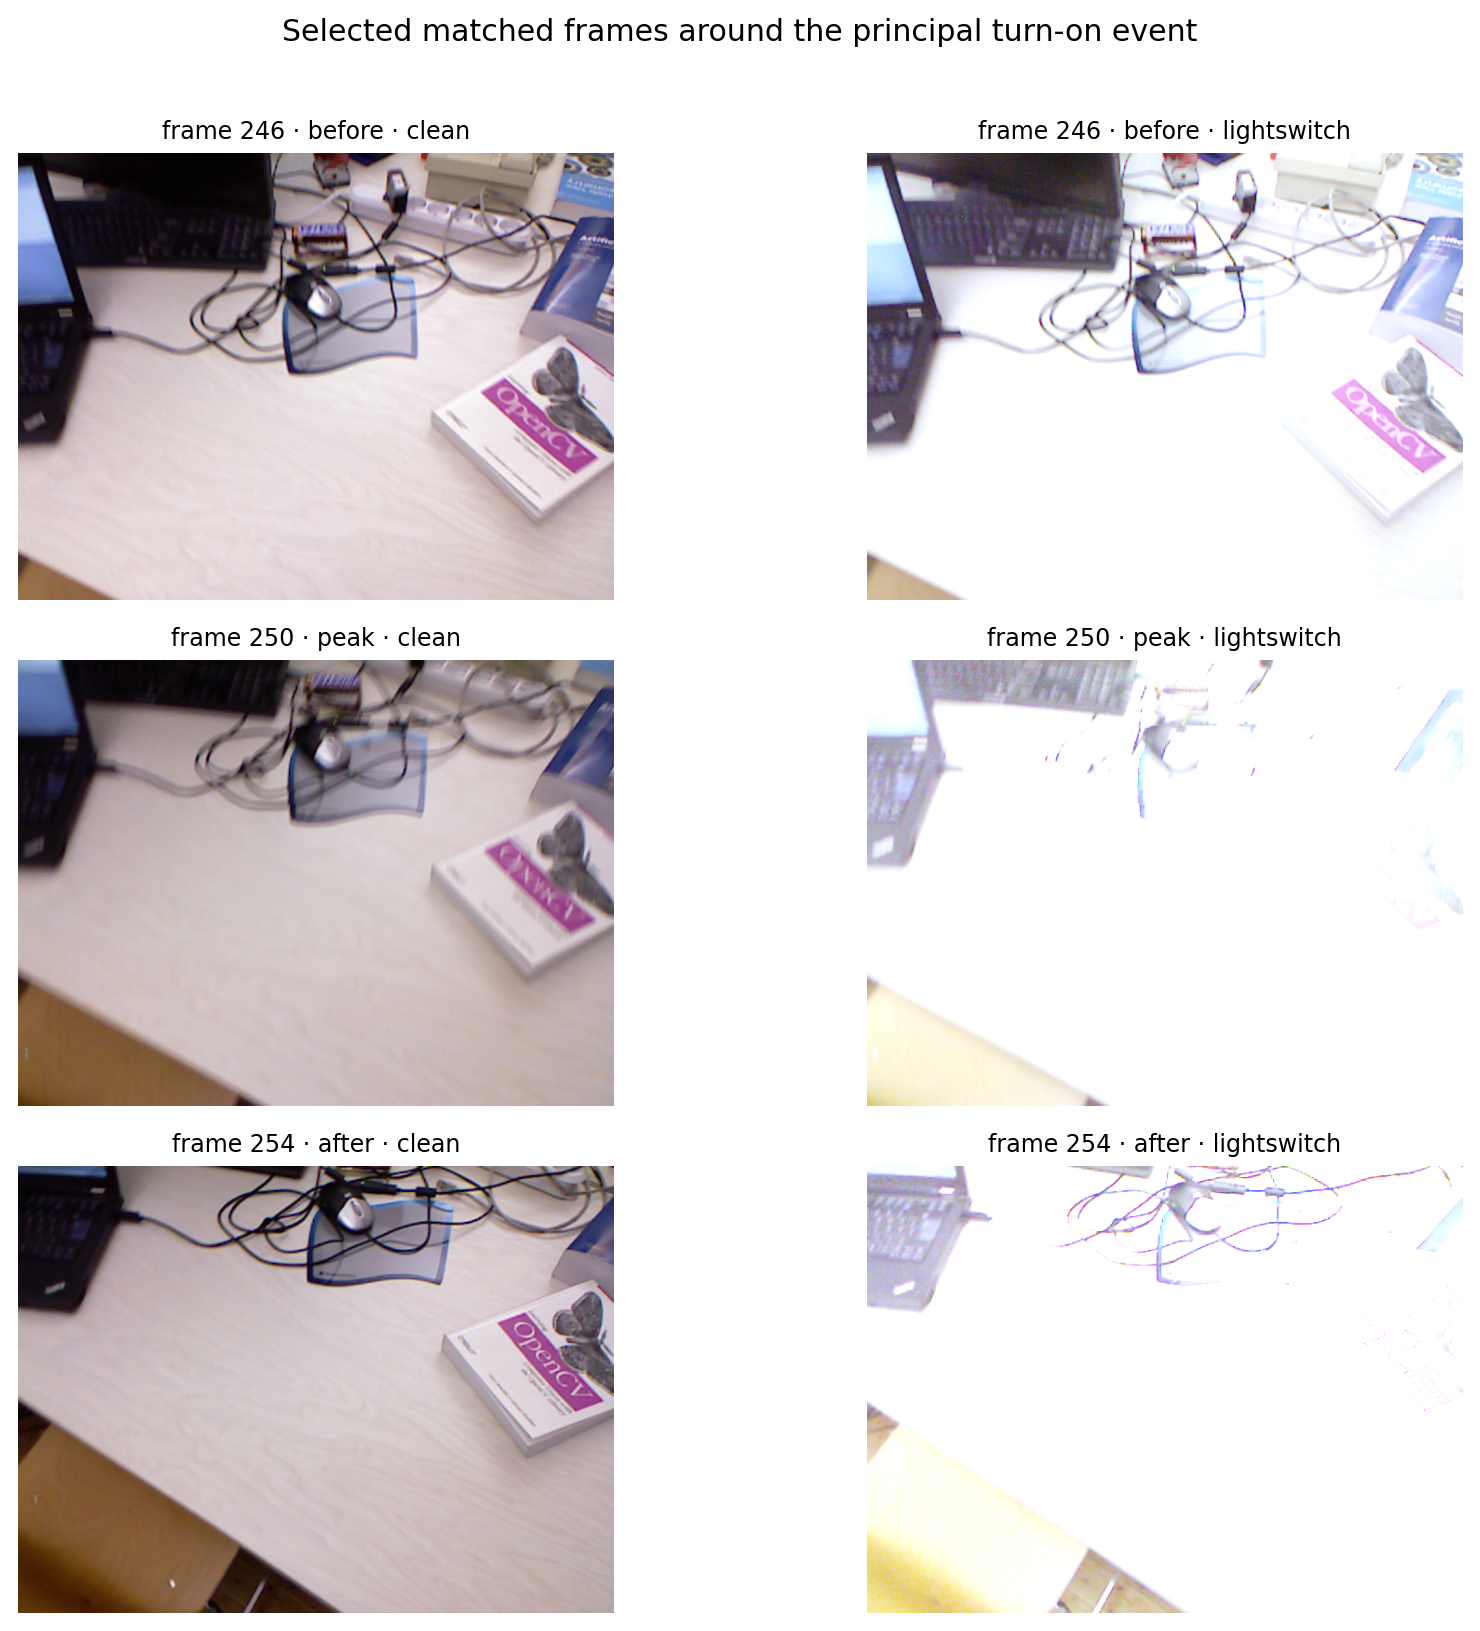 Selected matched frames around the principal turn-on event
frame 246 · before · clean
frame 246 · before · lightswitch
OpenCV
OpenCV
frame 250 · peak · clean
frame 250 · peak · lightswitch
OpenCV
frame 254 · after · clean
frame 254 · after · lightswitch
OpenCV